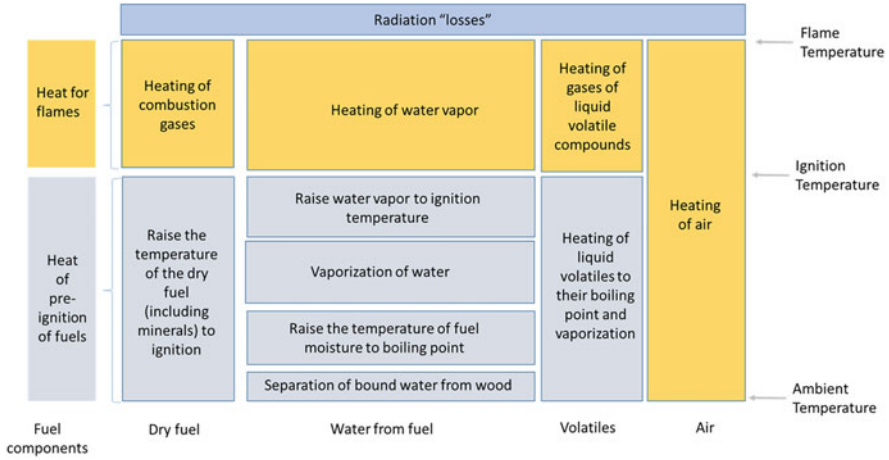 Radiation “losses”
Flame
Temperature
Heat for
flames
Heating of
combustion
gases
Heating of water vapor
Heating of
gases of
liquid
volatile
compounds
Ignition
Temperature
Heating
of air
Heat
of
pre-
ignition
of fuels
Raise the
temperature
of the dry
fuel
(including
minerals) to
ignition
Raise water vapor to ignition
temperature
Vaporization of water
Raise the temperature of fuel
moisture to boiling point
Separation of bound water from wood
Heating of
liquid
volatiles to
their boiling
point and
vaporization
Ambient
Temperature
Fuel
components
Dry fuel
Water from fuel
Volatiles
Air